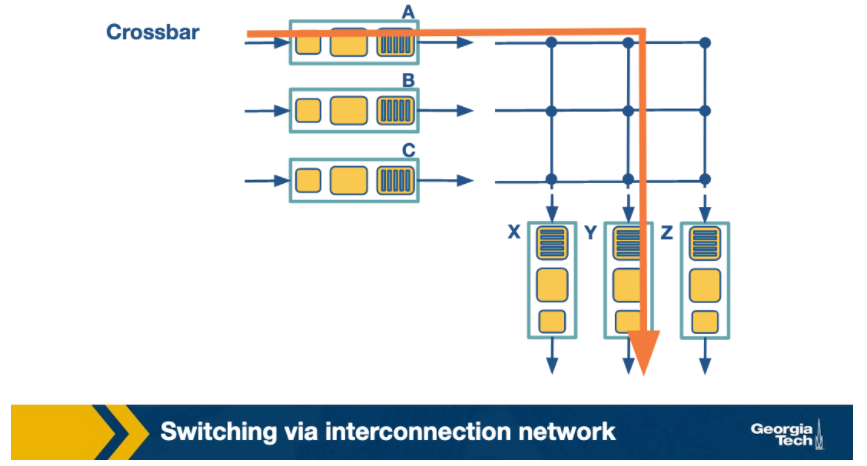 Crossbar
A
B
C
X
Y
Z
Switching via interconnection network
Georgia
Tech